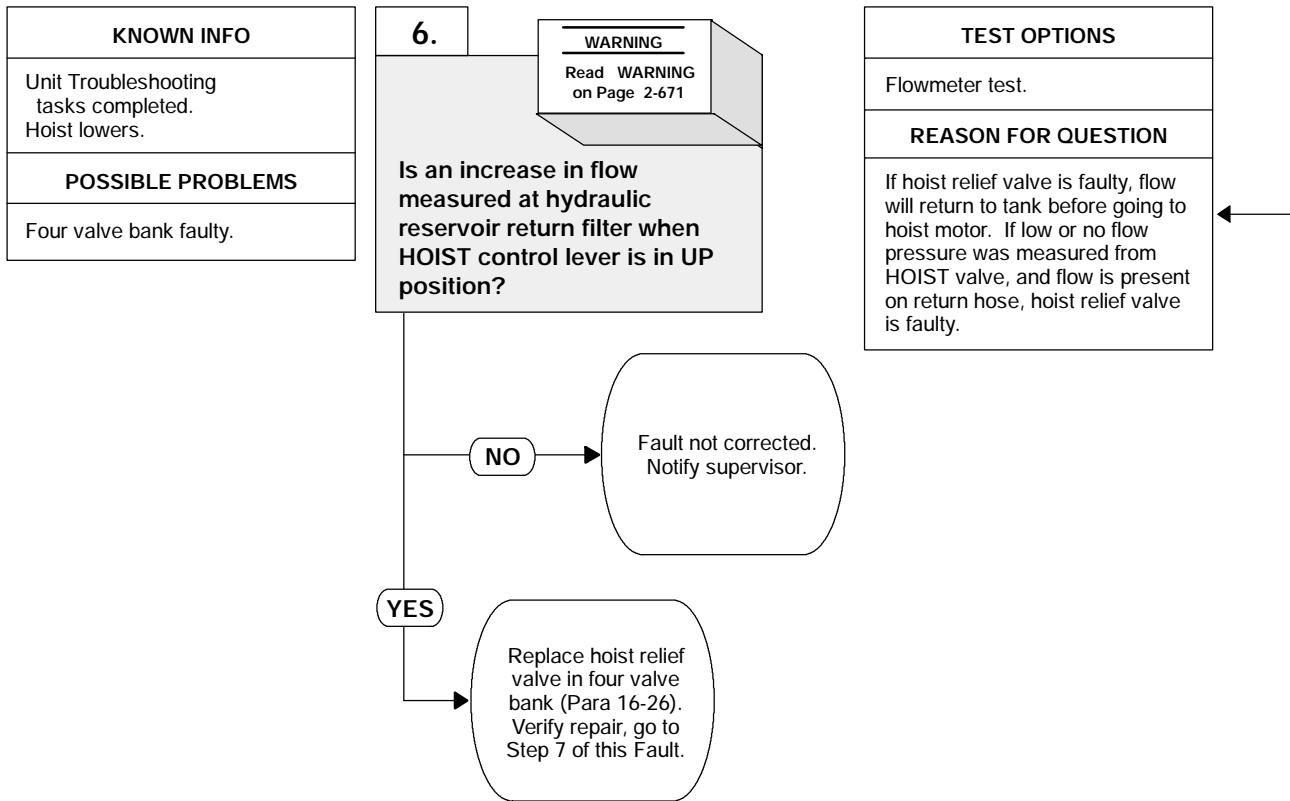 KNOWN INFO
Unit Troubleshooting
tasks completed.
Hoist lowers.
POSSIBLE PROBLEMS
Four valve bank faulty.
6.
WARNING
Read WARNING
on Page 2-671
Is an increase in flow
measured at hydraulic
reservoir return filter when
HOIST control lever is in UP
position?
TEST OPTIONS
Flowmeter test.
REASON FOR QUESTION
If hoist relief valve is faulty, flow
will return to tank before going to
hoist motor. If low or no flow
pressure was measured from
HOIST valve, and flow is present
on return hose, hoist relief valve
is faulty.
NO
Fault not corrected.
Notify supervisor.
YES
Replace hoist relief
valve in four valve
bank (Para 16-26).
Verify repair, go to
Step 7 of this Fault.